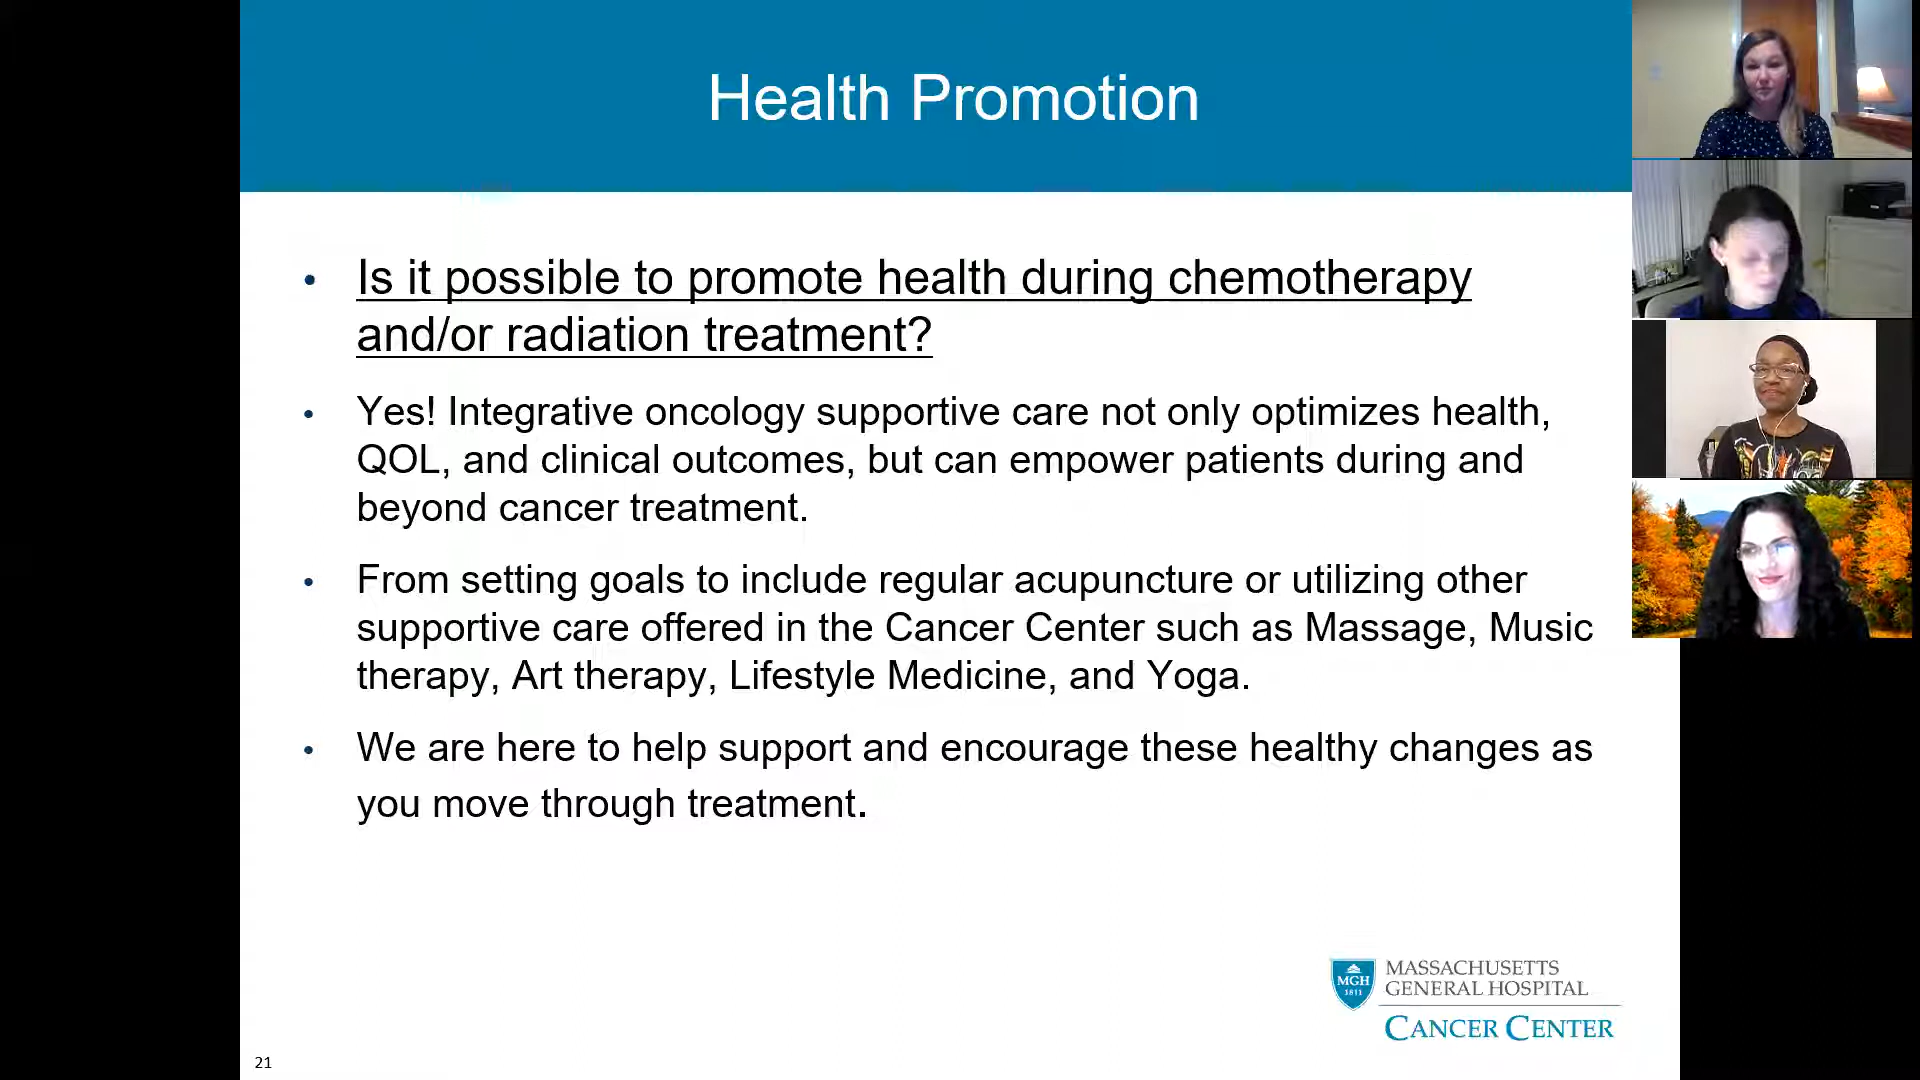 Health Promotion
• Is it possible to promote health during chemotherapy
and/or radiation treatment?
• Yes! Integrative oncology supportive care not only optimizes health,
QOL, and clinical outcomes, but can empower patients during and
beyond cancer treatment.
• From setting goals to include regular acupuncture or utilizing other
supportive care offered in the Cancer Center such as Massage, Music
therapy, Art therapy, Lifestyle Medicine, and Yoga.
• We are here to help support and encourage these healthy changes as
you move through treatment.
MGH
1811
MASSACHUSETTS
GENERAL HOSPITAL
CANCER CENTER
21